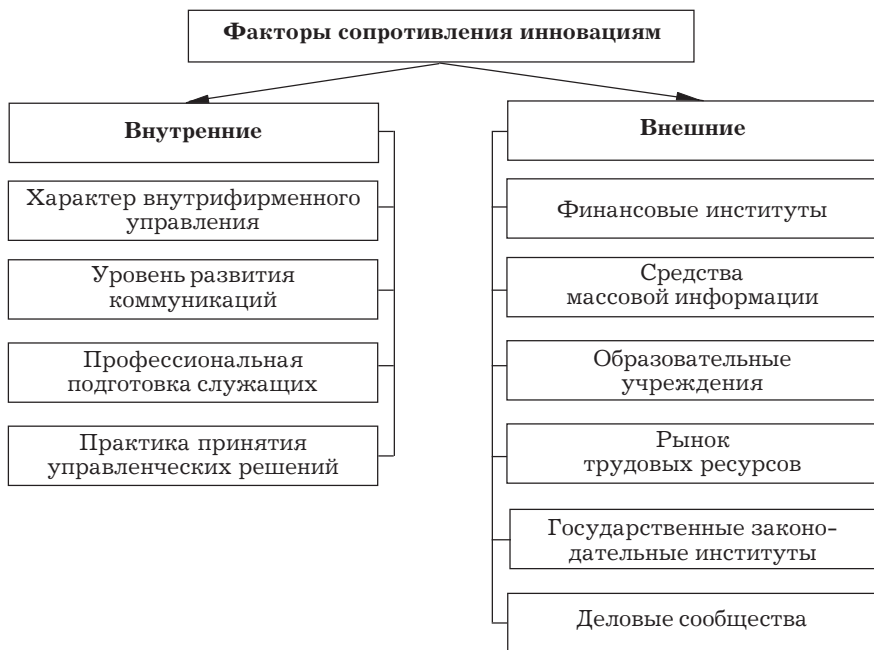 Факторы сопротивления инновациям
Внутренние
Характер внутрифирменного
управления
Уровень развития
коммуникаций
Профессиональная
подготовка служащих
Практика принятия
управленческих решений
Внешние
Финансовые институты
Средства
массовой информации
Образовательные
учреждения
Рынок
трудовых ресурсов
Государственные законо-
дательные институты
Деловые сообщества